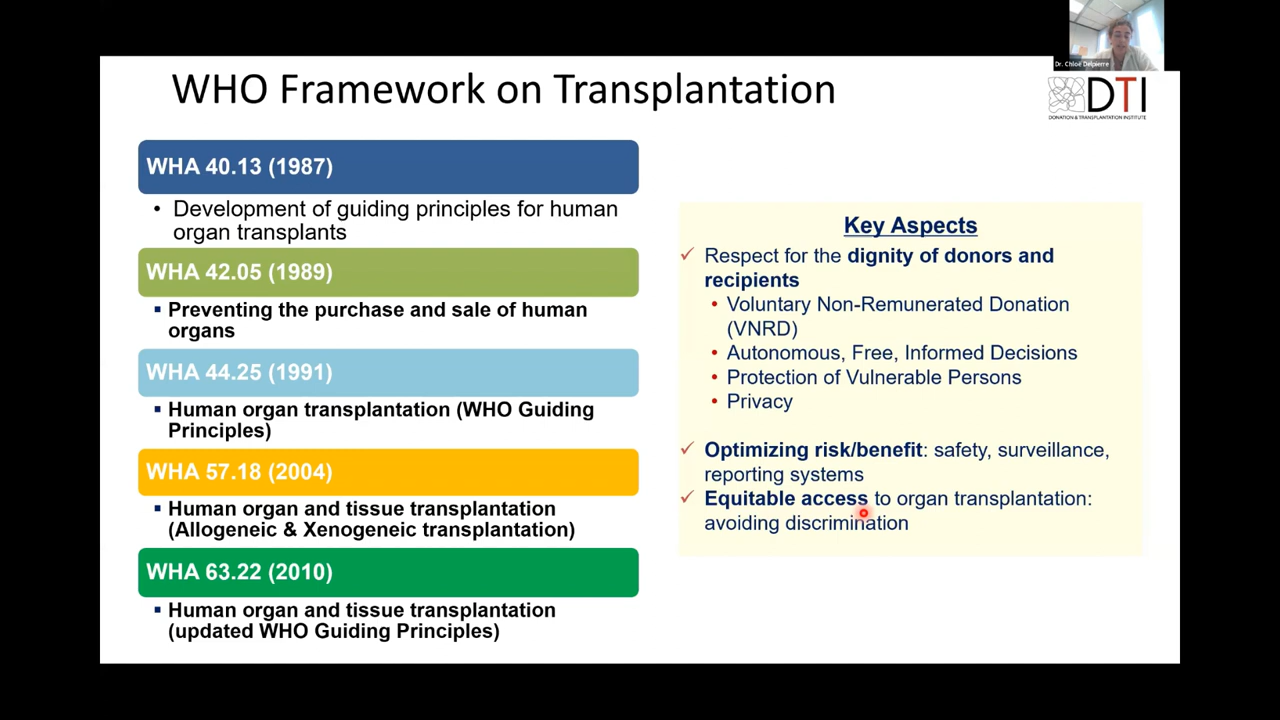 Dr. Chloë Delpierre
WHO Framework on Transplantation
DTI
DONATION & TRANSPLANTATION INSTITUTE
WHA 40.13 (1987)
• Development of guiding principles for human
organ transplants
WHA 42.05 (1989)
▪ Preventing the purchase and sale of human
organs
WHA 44.25 (1991)
▪ Human organ transplantation (WHO Guiding
Principles)
WHA 57.18 (2004)
▪ Human organ and tissue transplantation
(Allogeneic & Xenogeneic transplantation)
WHA 63.22 (2010)
▪ Human organ and tissue transplantation
(updated WHO Guiding Principles)
Key Aspects
✓ Respect for the dignity of donors and
recipients
• Voluntary Non-Remunerated Donation
(VNRD)
• Autonomous, Free, Informed Decisions
• Protection of Vulnerable Persons
• Privacy
✓ Optimizing risk/benefit: safety, surveillance,
reporting systems
✓ Equitable access to organ transplantation:
avoiding discrimination